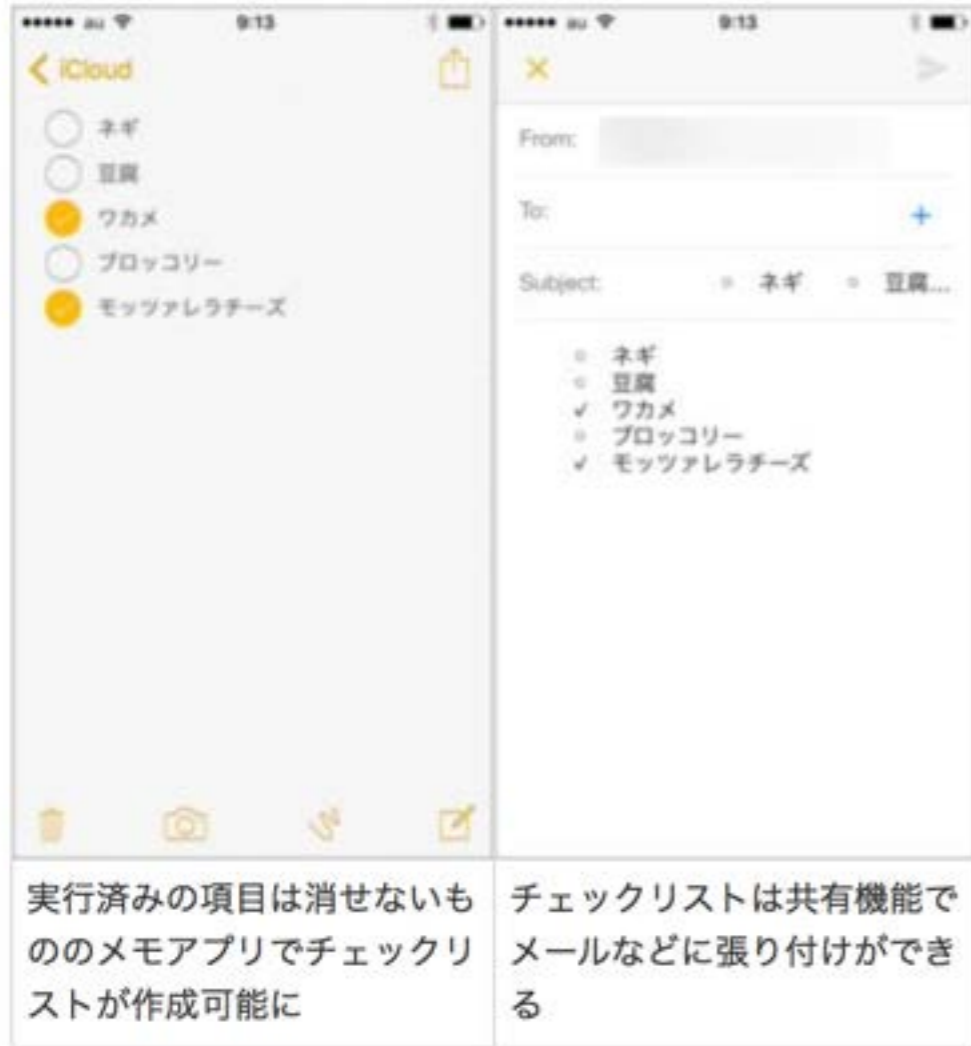 au 9:13
iCloud
ネギ
豆腐
ワカメ
ブロッコリー
モッツァレラチーズ
実行済みの項目は消せないも
ののメモアプリでチェックリ
ストが作成可能に
au 9:13
From:
To:
Subject: ◦ ネギ ◦ 豆腐...
◦ ネギ
◦ 豆腐
✓ ワカメ
◦ ブロッコリー
✓ モッツァレラチーズ
チェックリストは共有機能で
メールなどに張り付けができ
る